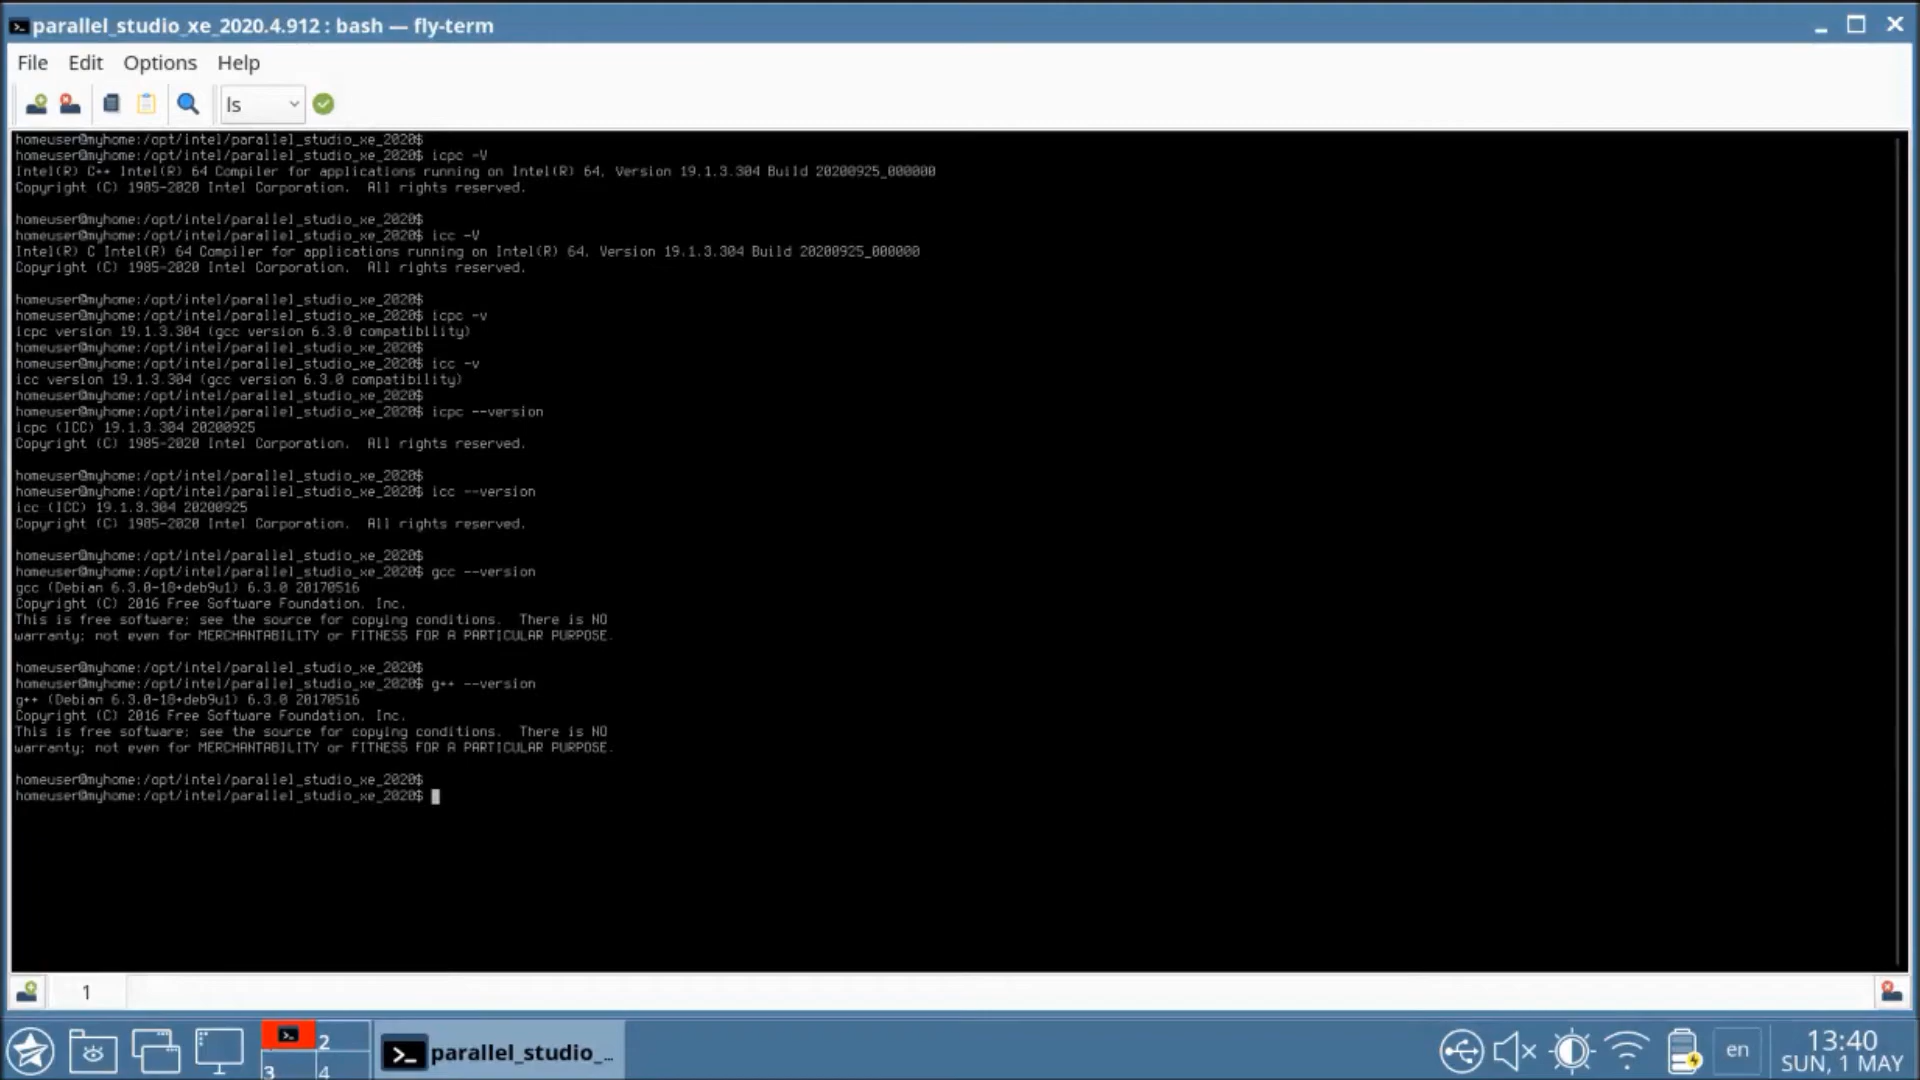 parallel_studio_xe_2020.4.912 : bash — fly-term
File Edit Options Help
ls
homeuser@myhome:/opt/intel/parallel_studio_xe_2020$
homeuser@myhome:/opt/intel/parallel_studio_xe_2020$ icpc -V
Intel(R) C++ Intel(R) 64 Compiler for applications running on Intel(R) 64, Version 19.1.3.304 Build 20200925_000000
Copyright (C) 1985-2020 Intel Corporation.  All rights reserved.
homeuser@myhome:/opt/intel/parallel_studio_xe_2020$
homeuser@myhome:/opt/intel/parallel_studio_xe_2020$ icc -V
Intel(R) C Intel(R) 64 Compiler for applications running on Intel(R) 64, Version 19.1.3.304 Build 20200925_000000
Copyright (C) 1985-2020 Intel Corporation.  All rights reserved.
homeuser@myhome:/opt/intel/parallel_studio_xe_2020$
homeuser@myhome:/opt/intel/parallel_studio_xe_2020$ icpc -v
icpc version 19.1.3.304 (gcc version 6.3.0 compatibility)
homeuser@myhome:/opt/intel/parallel_studio_xe_2020$
homeuser@myhome:/opt/intel/parallel_studio_xe_2020$ icc -v
icc version 19.1.3.304 (gcc version 6.3.0 compatibility)
homeuser@myhome:/opt/intel/parallel_studio_xe_2020$
homeuser@myhome:/opt/intel/parallel_studio_xe_2020$ icpc --version
icpc (ICC) 19.1.3.304 20200925
Copyright (C) 1985-2020 Intel Corporation.  All rights reserved.
homeuser@myhome:/opt/intel/parallel_studio_xe_2020$
homeuser@myhome:/opt/intel/parallel_studio_xe_2020$ icc --version
icc (ICC) 19.1.3.304 20200925
Copyright (C) 1985-2020 Intel Corporation.  All rights reserved.
homeuser@myhome:/opt/intel/parallel_studio_xe_2020$
homeuser@myhome:/opt/intel/parallel_studio_xe_2020$ gcc --version
gcc (Debian 6.3.0-18+deb9u1) 6.3.0 20170516
Copyright (C) 2016 Free Software Foundation, Inc.
This is free software; see the source for copying conditions.  There is NO
warranty; not even for MERCHANTABILITY or FITNESS FOR A PARTICULAR PURPOSE.
homeuser@myhome:/opt/intel/parallel_studio_xe_2020$
homeuser@myhome:/opt/intel/parallel_studio_xe_2020$ g++ --version
g++ (Debian 6.3.0-18+deb9u1) 6.3.0 20170516
Copyright (C) 2016 Free Software Foundation, Inc.
This is free software; see the source for copying conditions.  There is NO
warranty; not even for MERCHANTABILITY or FITNESS FOR A PARTICULAR PURPOSE.
homeuser@myhome:/opt/intel/parallel_studio_xe_2020$
homeuser@myhome:/opt/intel/parallel_studio_xe_2020$
1
2
3 4
parallel_studio_...
en
13:40
SUN, 1 MAY